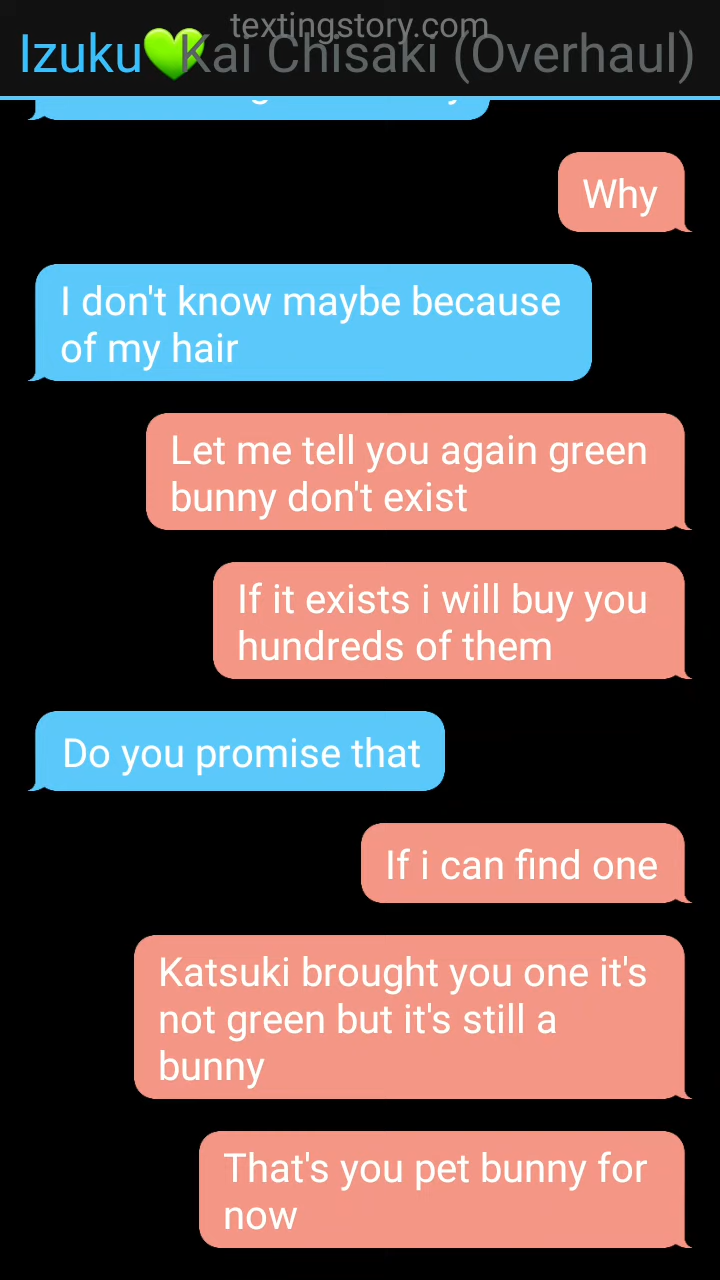 textingstory.com
Izuku💚Kai Chisaki (Overhaul)
Why
I don't know maybe because
of my hair
Let me tell you again green
bunny don't exist
If it exists i will buy you
hundreds of them
Do you promise that
If i can find one
Katsuki brought you one it's
not green but it's still a
bunny
That's you pet bunny for
now